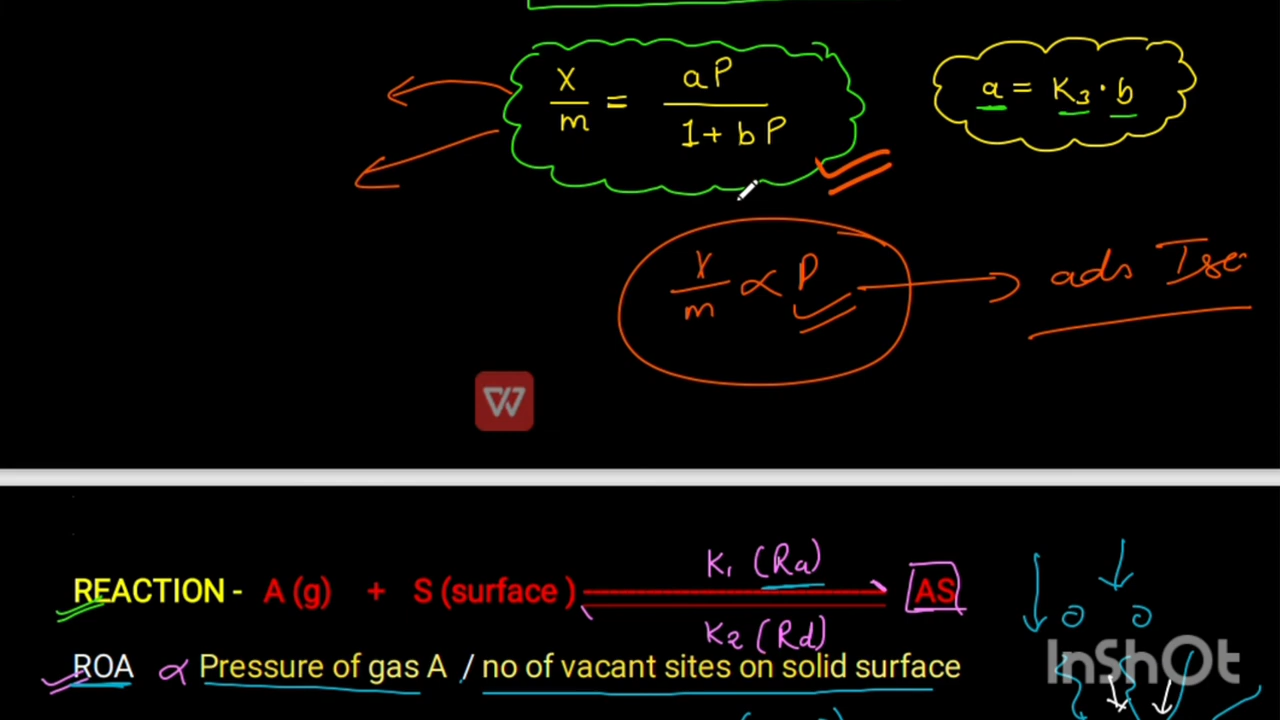 x/m = aP/1+bP
a = K3 · b
x/m ∝ P → ads Ise
K1 (Ra)
REACTION - A (g) + S (surface ) AS
K2 (Rd)
ROA ∝ Pressure of gas A / no of vacant sites on solid surface
InShOt